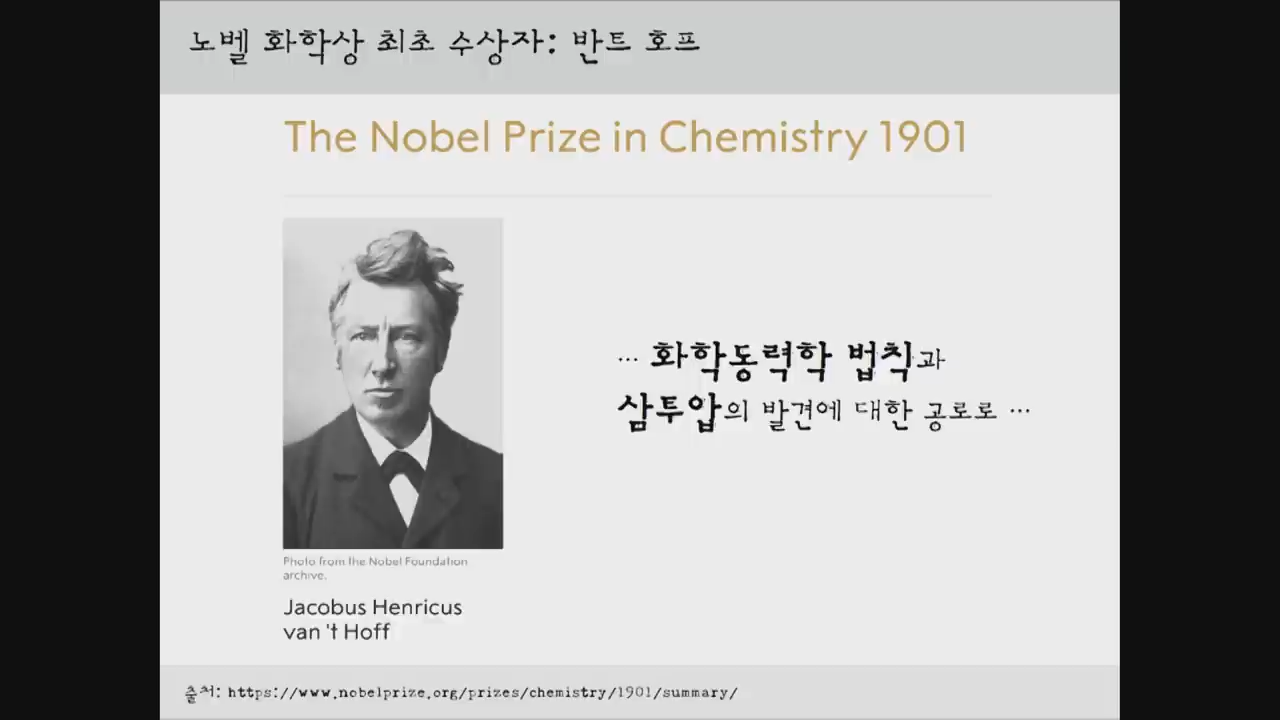 노벨 화학상 최초 수상자: 반트 호프
The Nobel Prize in Chemistry 1901
… 화학동력학 법칙과
삼투압의 발견에 대한 공로로 …
Photo from the Nobel Foundation
archive.
Jacobus Henricus
van 't Hoff
출처: https://www.nobelprize.org/prizes/chemistry/1901/summary/